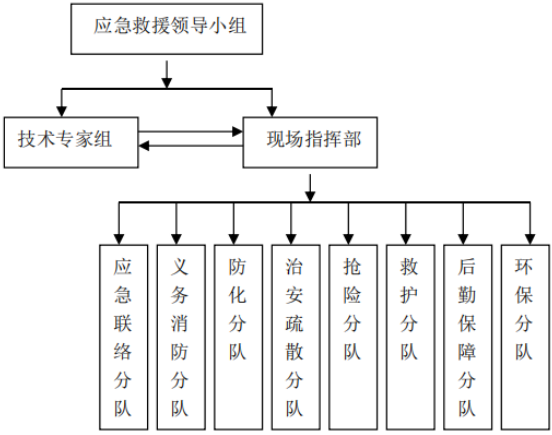 应急救援领导小组
技术专家组
现场指挥部
应急联络分队
义务消防分队
防化分队
治安疏散分队
抢险分队
救护分队
后勤保障分队
环保分队